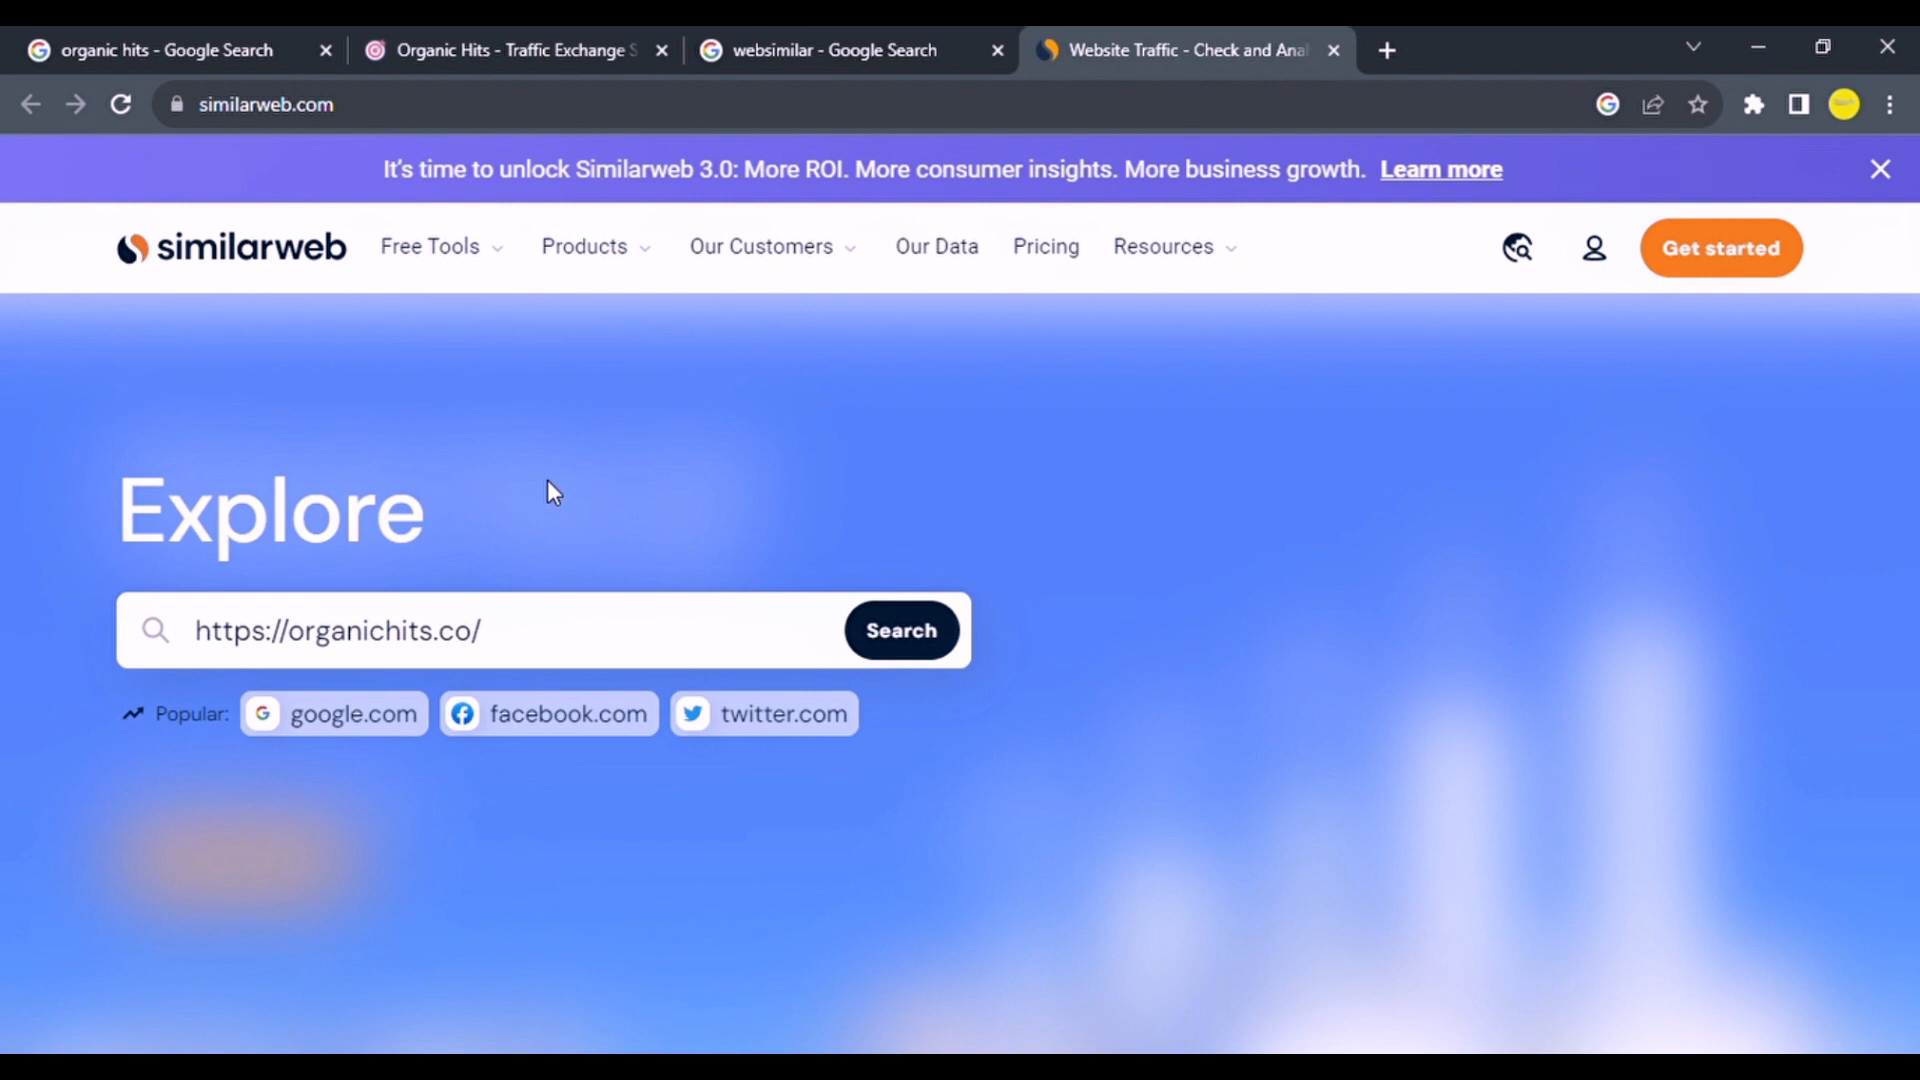 organic hits - Google Search
Organic Hits - Traffic Exchange S
websimilar - Google Search
Website Traffic - Check and Anal
similarweb.com
It's time to unlock Similarweb 3.0: More ROI. More consumer insights. More business growth. Learn more
similarweb
Free Tools
Products
Our Customers
Our Data
Pricing
Resources
Get started
Explore
https://organichits.co/
Search
Popular:
google.com
facebook.com
twitter.com